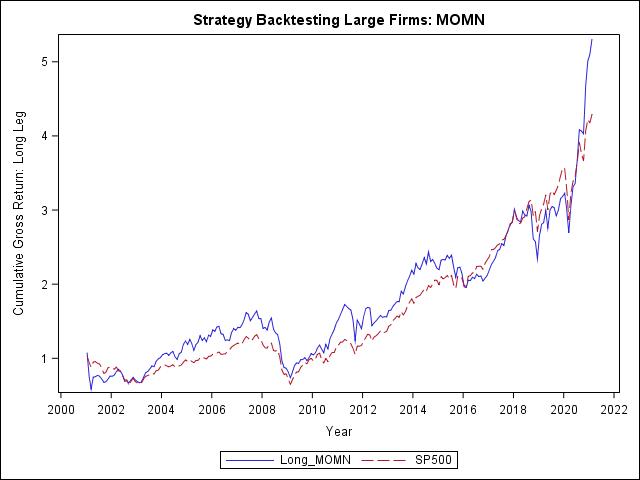 Strategy Backtesting Large Firms: MOMN
Cumulative Gross Return: Long Leg
5
4
3
2
1
2000 2002 2004 2006 2008 2010 2012 2014 2016 2018 2020 2022
Year
Long_MOMN SP500